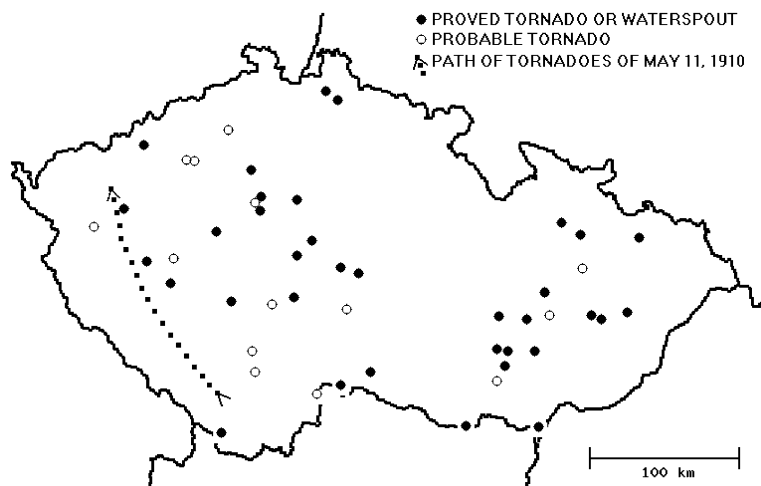 PROVED TORNADO OR WATERSPOUT
PROBABLE TORNADO
PATH OF TORNADOES OF MAY 11, 1910
100 km